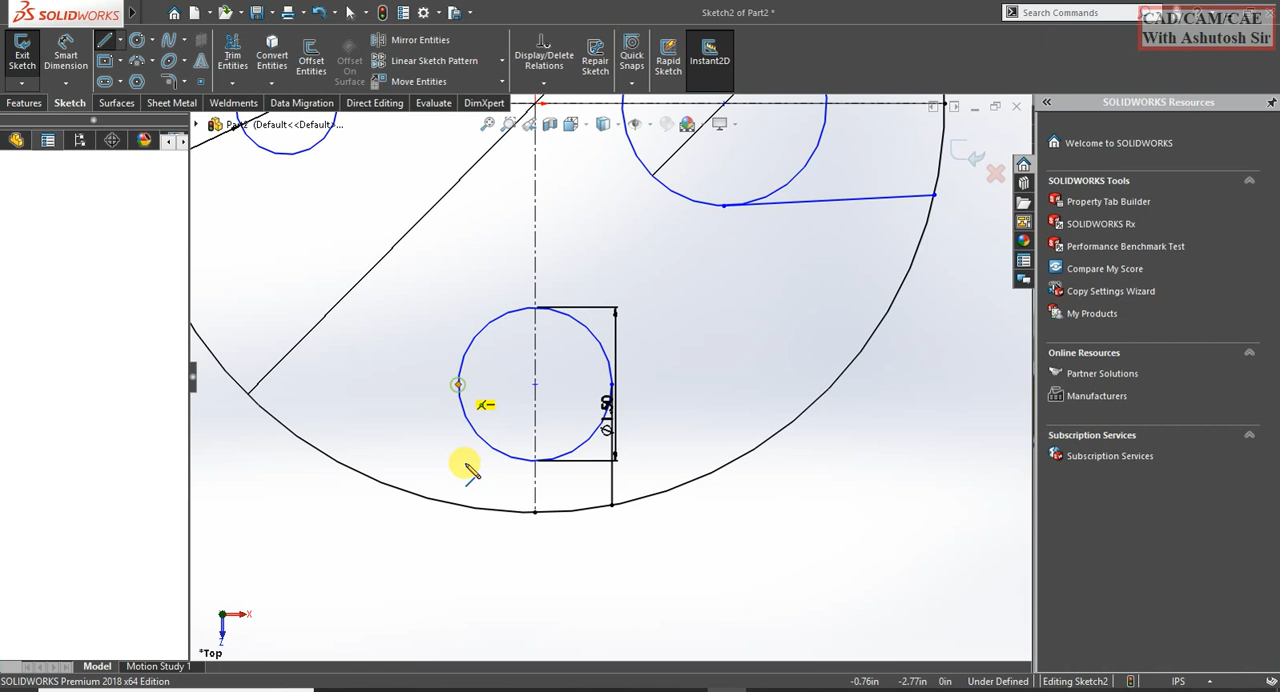 SOLIDWORKS
Sketch2 of Part2 *
Search Commands
CAD/CAM/CAE
With Ashutosh Sir
Exit Sketch
Smart Dimension
Trim Entities
Convert Entities
Offset Entities
Offset On Surface
Mirror Entities
Linear Sketch Pattern
Move Entities
Display/Delete Relations
Repair Sketch
Quick Snaps
Rapid Sketch
Instant2D
Features
Sketch
Surfaces
Sheet Metal
Weldments
Data Migration
Direct Editing
Evaluate
DimXpert
Part2 (Default<<Default>...
SOLIDWORKS Resources
Welcome to SOLIDWORKS
SOLIDWORKS Tools
Property Tab Builder
SOLIDWORKS Rx
Performance Benchmark Test
Compare My Score
Copy Settings Wizard
My Products
Online Resources
Partner Solutions
Manufacturers
Subscription Services
Subscription Services
Ø1.50
X
Z
*Top
Model
Motion Study 1
SOLIDWORKS Premium 2018 x64 Edition
-0.76in
-2.77in
0in
Under Defined
Editing Sketch2
IPS